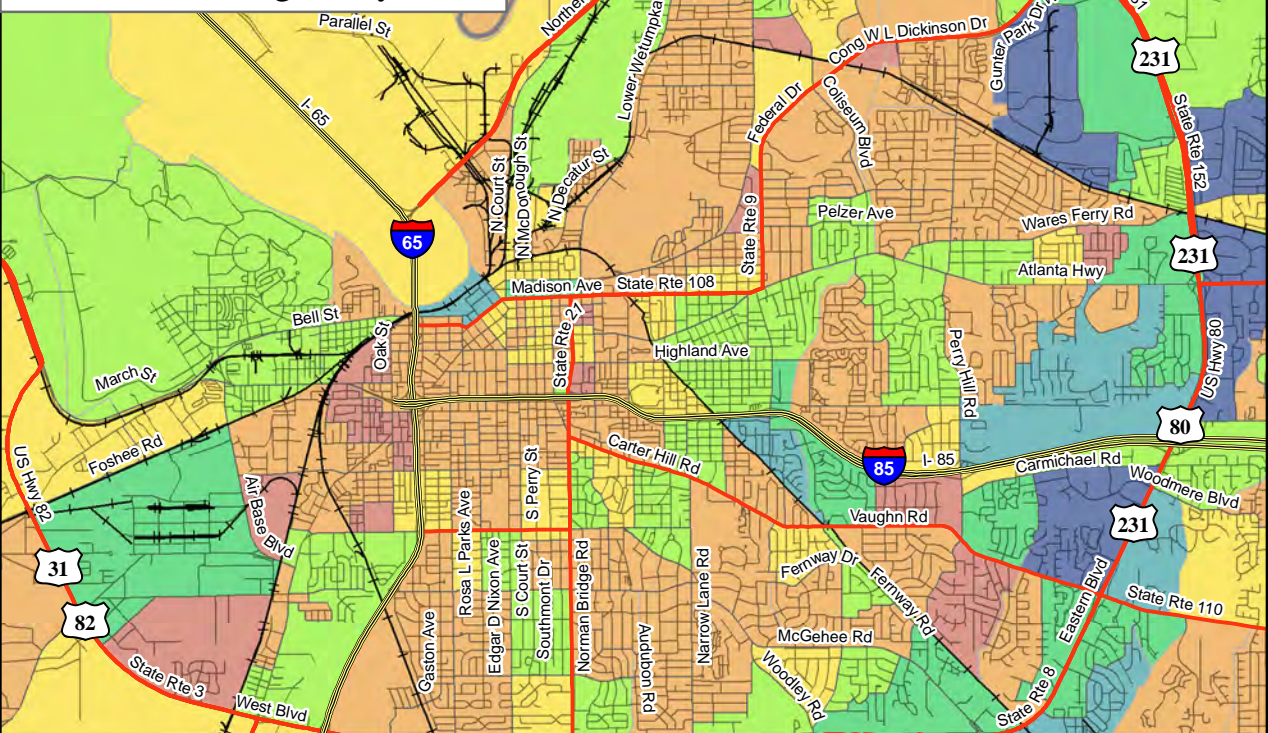 Parallel St
Lower Wetumpka
Cong W L Dickinson Dr
Gunter Park Dr
231
I- 65
Federal Dr
Coliseum Blvd
State Rte 152
N Court St
N McDonough St
N Decatur St
Pelzer Ave
Wares Ferry Rd
65
State Rte 9
231
Atlanta Hwy
Madison Ave
State Rte 108
Bell St
Oak St
State Rte 21
Highland Ave
Perry Hill Rd
US Hwy 80
March St
80
Foshee Rd
Carter Hill Rd
85
I- 85
Carmichael Rd
Woodmere Blvd
US Hwy 82
Air Base Blvd
S Perry St
Vaughn Rd
231
31
Rosa L Parks Ave
Edgar D Nixon Ave
S Court St
Southmont Dr
Norman Bridge Rd
Narrow Lane Rd
Fernway Dr
Fernway Rd
Eastern Blvd
State Rte 110
82
Gaston Ave
Audubon Rd
McGehee Rd
State Rte 3
West Blvd
Woodley Rd
State Rte 8